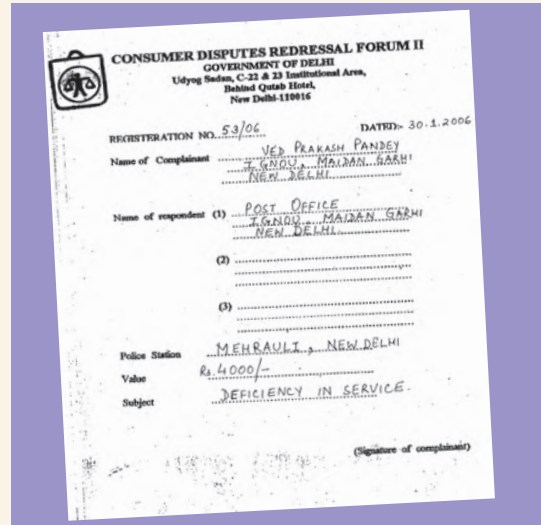 CONSUMER DISPUTES REDRESSAL FORUM II
GOVERNMENT OF DELHI
Udyog Sadan, C-22 & 23 Institutional Area,
Behind Qutab Hotel,
New Delhi-110016
REGISTERATION NO. 53/06 DATED:- 30.1.2006
Name of Complainant VED PRAKASH PANDEY
IGNOU, MAIDAN GARHI
NEW DELHI
Name of respondent (1) POST OFFICE
IGNOU, MAIDAN GARHI
NEW DELHI.
(2)
(3)
Police Station MEHRAULI, NEW DELHI
Value Rs. 4000/-
Subject DEFICIENCY IN SERVICE.
(Signature of complainant)